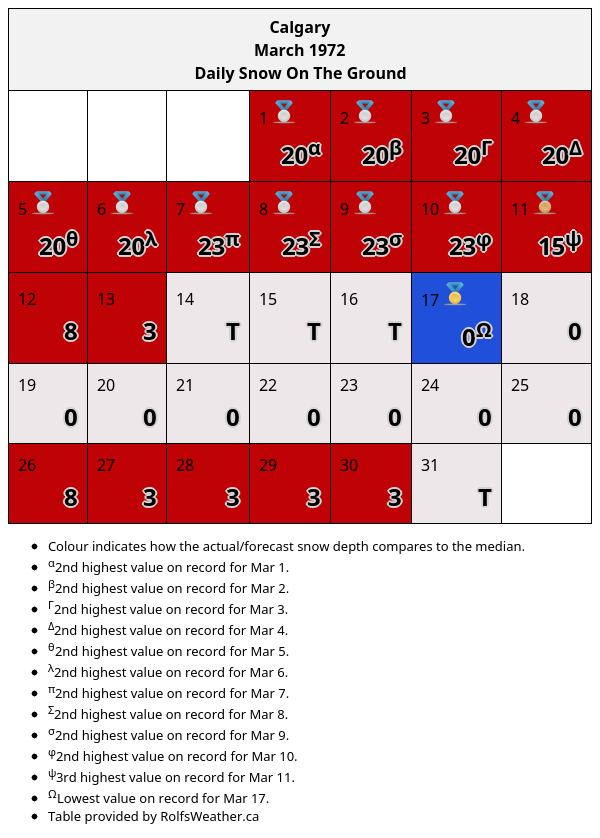 Calgary
March 1972
Daily Snow On The Ground
1 2 3 4
20α 20β 20Γ 20Δ
5 6 7 8 9 10 11
20θ 20λ 23π 23Σ 23σ 23φ 15ψ
12 13 14 15 16 17 18
8 3 T T T 0Ω 0
19 20 21 22 23 24 25
0 0 0 0 0 0 0
26 27 28 29 30 31
8 3 3 3 3 T
• Colour indicates how the actual/forecast snow depth compares to the median.
• α2nd highest value on record for Mar 1.
• β2nd highest value on record for Mar 2.
• Γ2nd highest value on record for Mar 3.
• Δ2nd highest value on record for Mar 4.
• θ2nd highest value on record for Mar 5.
• λ2nd highest value on record for Mar 6.
• π2nd highest value on record for Mar 7.
• Σ2nd highest value on record for Mar 8.
• σ2nd highest value on record for Mar 9.
• φ2nd highest value on record for Mar 10.
• ψ3rd highest value on record for Mar 11.
• ΩLowest value on record for Mar 17.
• Table provided by RolfsWeather.ca